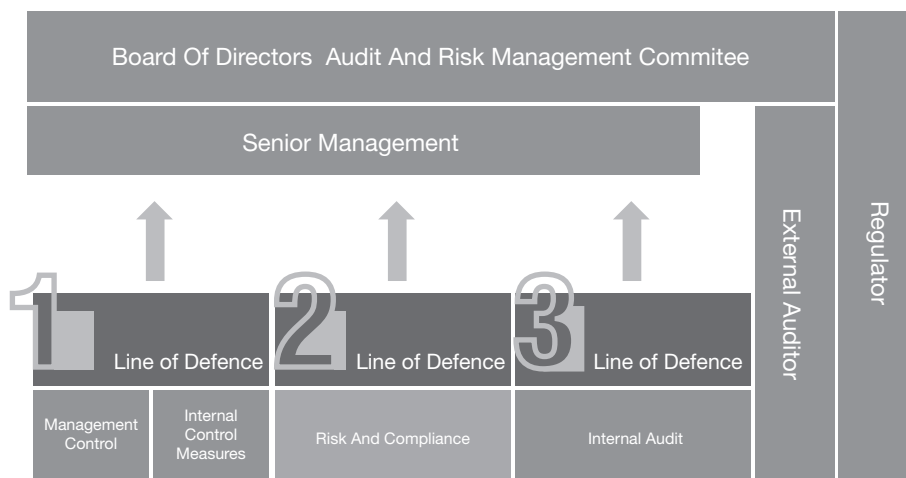 Board Of Directors  Audit And Risk Management Commitee
Senior Management
1
Line of Defence
2
Line of Defence
3
Line of Defence
Management
Control
Internal
Control
Measures
Risk And Compliance
Internal Audit
External Auditor
Regulator